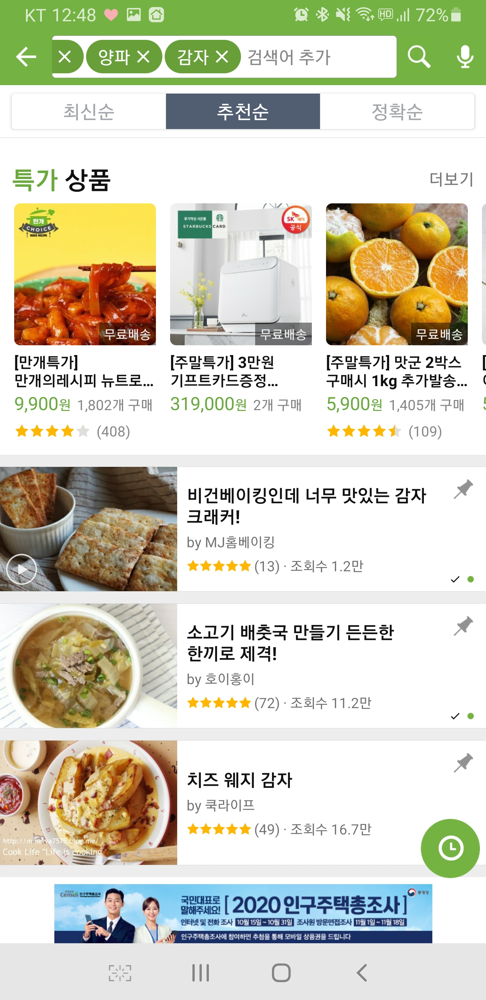 KT 12:48 HD 72%
양파 감자 검색어 추가
최신순 추천순 정확순
특가 상품 더보기
만개
CHOICE
10000 RECIPE
무료배송
[만개특가]
만개의레시피 뉴트로...
9,900원 1,802개 구매
(408)
후기작성 사은품
STARBUCKS CARD
SK매직
공식
무료배송
[주말특가] 3만원
기프트카드증정...
319,000원 2개 구매
무료배송
[주말특가] 맛군 2박스
구매시 1kg 추가발송...
5,900원 1,405개 구매
(109)
비건베이킹인데 너무 맛있는 감자
크래커!
by MJ홈베이킹
(13) · 조회수 1.2만
소고기 배춧국 만들기 든든한
한끼로 제격!
by 호이홍이
(72) · 조회수 11.2만
치즈 웨지 감자
by 쿡라이프
(49) · 조회수 16.7만
http://minerva7575.blog.me/
Cook Life *Life is cooking
2020
Census 인구주택총조사
통계청
국민대표로
말해주세요! [ 2020 인구주택총조사 ]
인터넷 및 전화 조사 10월 15일 ~ 10월 31일 조사원 방문면접조사 11월 1일 ~ 11월 18일
인구주택총조사에 참여하면 추첨을 통해 모바일 상품권을 드립니다